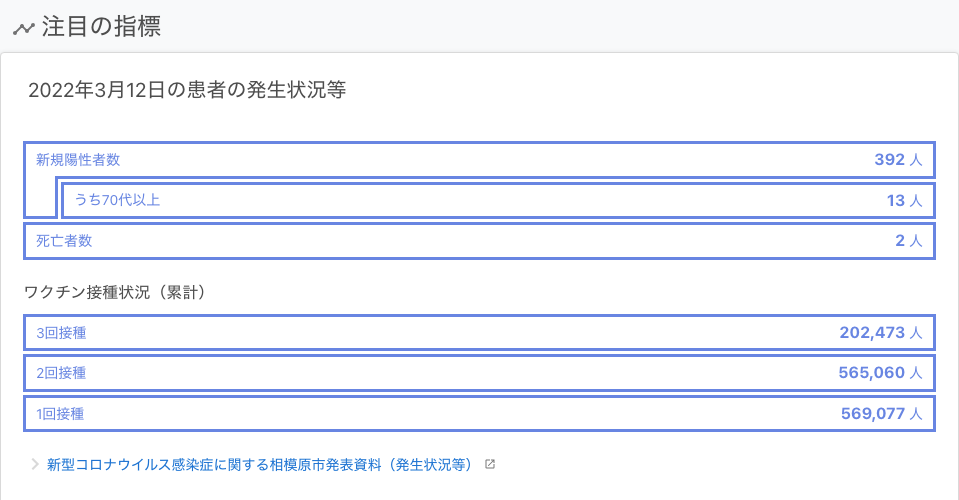 注目の指標
2022年3月12日の患者の発生状況等
新規陽性者数 392 人
うち70代以上 13 人
死亡者数 2 人
ワクチン接種状況（累計）
3回接種 202,473 人
2回接種 565,060 人
1回接種 569,077 人
新型コロナウイルス感染症に関する相模原市発表資料（発生状況等）